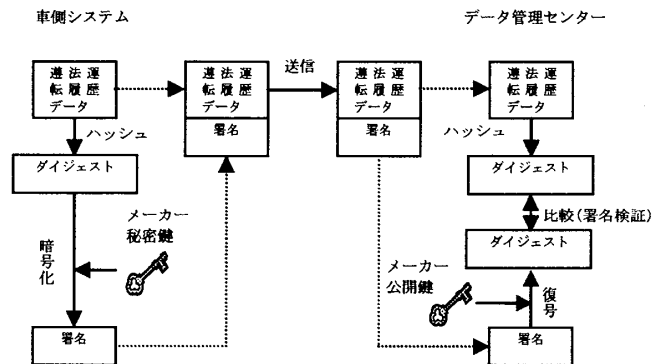 車側システム
データ管理センター
遵法運
転履歴
データ
遵法運
転履歴
データ
署名
送信
遵法運
転履歴
データ
署名
遵法運
転履歴
データ
ハッシュ
ハッシュ
ダイジェスト
ダイジェスト
比較(署名検証)
ダイジェスト
メーカー
秘密鍵
暗号化
メーカー
公開鍵
復号
署名
署名